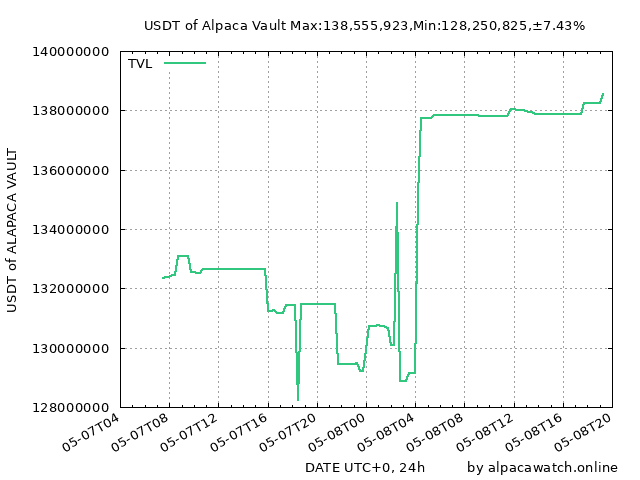 USDT of Alpaca Vault Max:138,555,923,Min:128,250,825,±7.43%
TVL
140000000
138000000
136000000
134000000
132000000
130000000
128000000
USDT of ALAPACA VAULT
05-07T04
05-07T08
05-07T12
05-07T16
05-07T20
05-08T00
05-08T04
05-08T08
05-08T12
05-08T16
05-08T20
DATE UTC+0, 24h
by alpacawatch.online